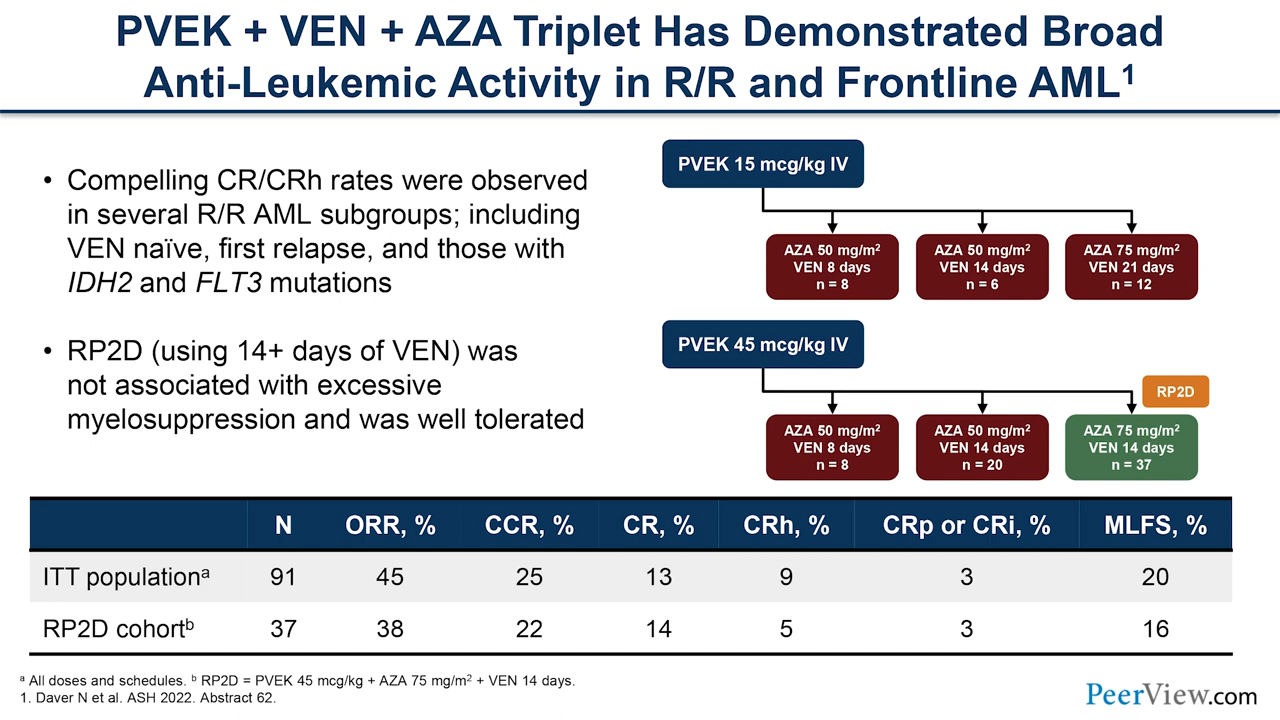 PVEK + VEN + AZA Triplet Has Demonstrated Broad
Anti-Leukemic Activity in R/R and Frontline AML¹
• Compelling CR/CRh rates were observed
in several R/R AML subgroups; including
VEN naïve, first relapse, and those with
IDH2 and FLT3 mutations
• RP2D (using 14+ days of VEN) was
not associated with excessive
myelosuppression and was well tolerated
PVEK 15 mcg/kg IV
AZA 50 mg/m²
VEN 8 days
n = 8
AZA 50 mg/m²
VEN 14 days
n = 6
AZA 75 mg/m²
VEN 21 days
n = 12
PVEK 45 mcg/kg IV
RP2D
AZA 50 mg/m²
VEN 8 days
n = 8
AZA 50 mg/m²
VEN 14 days
n = 20
AZA 75 mg/m²
VEN 14 days
n = 37
N ORR, % CCR, % CR, % CRh, % CRp or CRi, % MLFS, %
ITT populationᵃ 91 45 25 13 9 3 20
RP2D cohortᵇ 37 38 22 14 5 3 16
ᵃ All doses and schedules. ᵇ RP2D = PVEK 45 mcg/kg + AZA 75 mg/m² + VEN 14 days.
1. Daver N et al. ASH 2022. Abstract 62.
PeerView.com